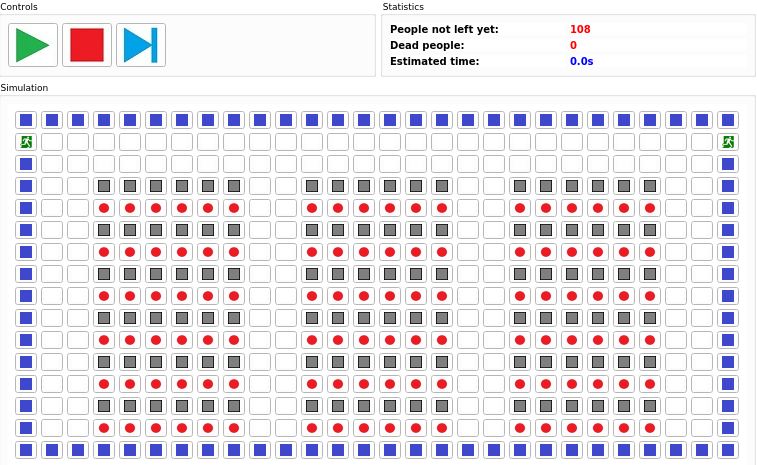 Controls
Statistics
People not left yet: 108
Dead people: 0
Estimated time: 0.0s
Simulation